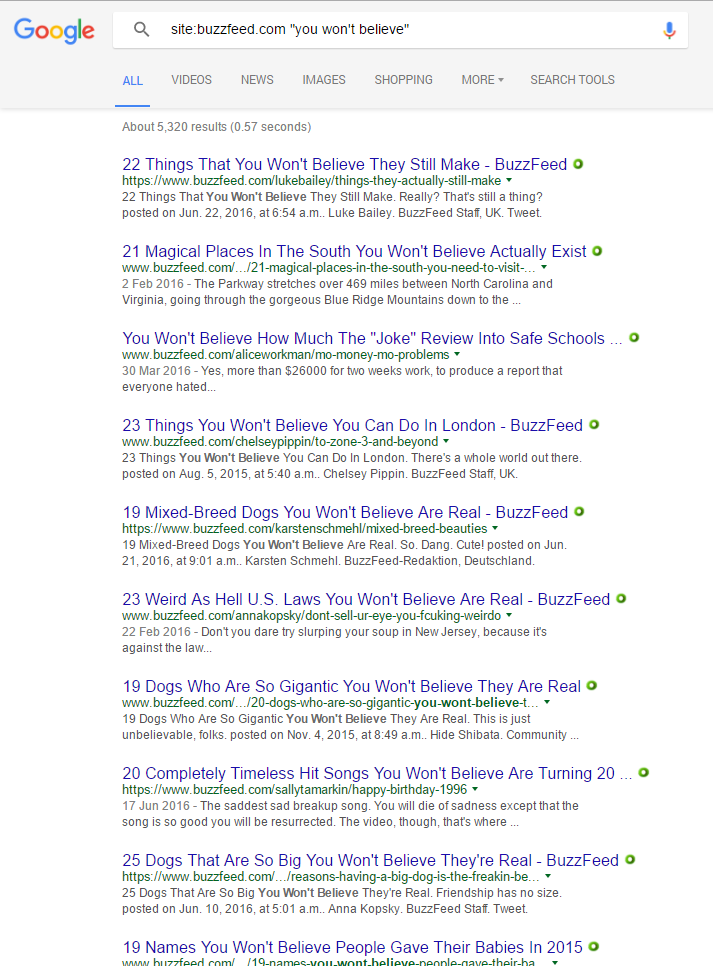 Google
site:buzzfeed.com "you won't believe"
ALL VIDEOS NEWS IMAGES SHOPPING MORE SEARCH TOOLS
About 5,320 results (0.57 seconds)
22 Things That You Won't Believe They Still Make - BuzzFeed
https://www.buzzfeed.com/lukebailey/things-they-actually-still-make
22 Things That You Won't Believe They Still Make. Really? That's still a thing?
posted on Jun. 22, 2016, at 6:54 a.m.. Luke Bailey. BuzzFeed Staff, UK. Tweet.
21 Magical Places In The South You Won't Believe Actually Exist
www.buzzfeed.com/.../21-magical-places-in-the-south-you-need-to-visit-...
2 Feb 2016 - The Parkway stretches over 469 miles between North Carolina and
Virginia, going through the gorgeous Blue Ridge Mountains down to the ...
You Won't Believe How Much The "Joke" Review Into Safe Schools ...
www.buzzfeed.com/aliceworkman/mo-money-mo-problems
30 Mar 2016 - Yes, more than $26000 for two weeks work, to produce a report that
everyone hated...
23 Things You Won't Believe You Can Do In London - BuzzFeed
www.buzzfeed.com/chelseypippin/to-zone-3-and-beyond
23 Things You Won't Believe You Can Do In London. There's a whole world out there.
posted on Aug. 5, 2015, at 5:40 a.m.. Chelsey Pippin. BuzzFeed Staff, UK.
19 Mixed-Breed Dogs You Won't Believe Are Real - BuzzFeed
https://www.buzzfeed.com/karstenschmehl/mixed-breed-beauties
19 Mixed-Breed Dogs You Won't Believe Are Real. So. Dang. Cute! posted on Jun.
21, 2016, at 9:01 a.m.. Karsten Schmehl. BuzzFeed-Redaktion, Deutschland.
23 Weird As Hell U.S. Laws You Won't Believe Are Real - BuzzFeed
www.buzzfeed.com/annakopsky/dont-sell-ur-eye-you-fcuking-weirdo
22 Feb 2016 - Don't you dare try slurping your soup in New Jersey, because it's
against the law...
19 Dogs Who Are So Gigantic You Won't Believe They Are Real
www.buzzfeed.com/.../20-dogs-who-are-so-gigantic-you-wont-believe-t...
19 Dogs Who Are So Gigantic You Won't Believe They Are Real. This is just
unbelievable, folks. posted on Nov. 4, 2015, at 8:49 a.m.. Hide Shibata. Community ...
20 Completely Timeless Hit Songs You Won't Believe Are Turning 20 ...
https://www.buzzfeed.com/sallytamarkin/happy-birthday-1996
17 Jun 2016 - The saddest sad breakup song. You will die of sadness except that the
song is so good you will be resurrected. The video, though, that's where ...
25 Dogs That Are So Big You Won't Believe They're Real - BuzzFeed
https://www.buzzfeed.com/.../reasons-having-a-big-dog-is-the-freakin-be...
25 Dogs That Are So Big You Won't Believe They're Real. Friendship has no size.
posted on Jun. 10, 2016, at 5:01 a.m.. Anna Kopsky. BuzzFeed Staff. Tweet.
19 Names You Won't Believe People Gave Their Babies In 2015
www.buzzfeed.com/.../19-names-you-wont-believe-people-gave-their-ba...